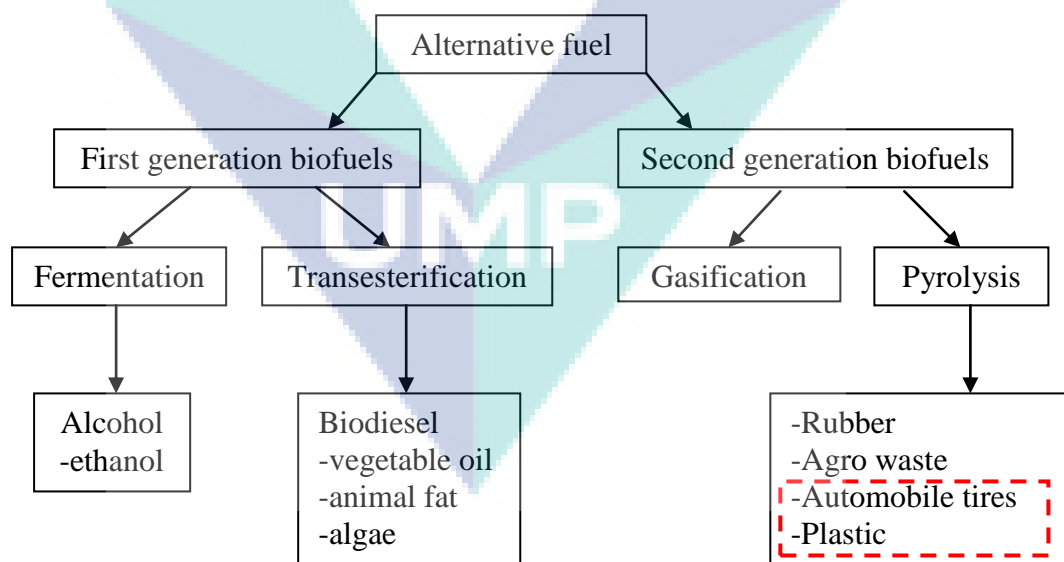 Alternative fuel
First generation biofuels
Second generation biofuels
UMP
Fermentation
Transesterification
Gasification
Pyrolysis
Alcohol
-ethanol
Biodiesel
-vegetable oil
-animal fat
-algae
-Rubber
-Agro waste
-Automobile tires
-Plastic